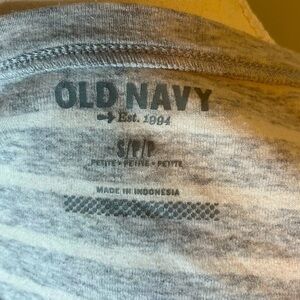 OLD NAVY
Est. 1994
S/P/P
PETITE • PETITE • PETITE
MADE IN INDONESIA